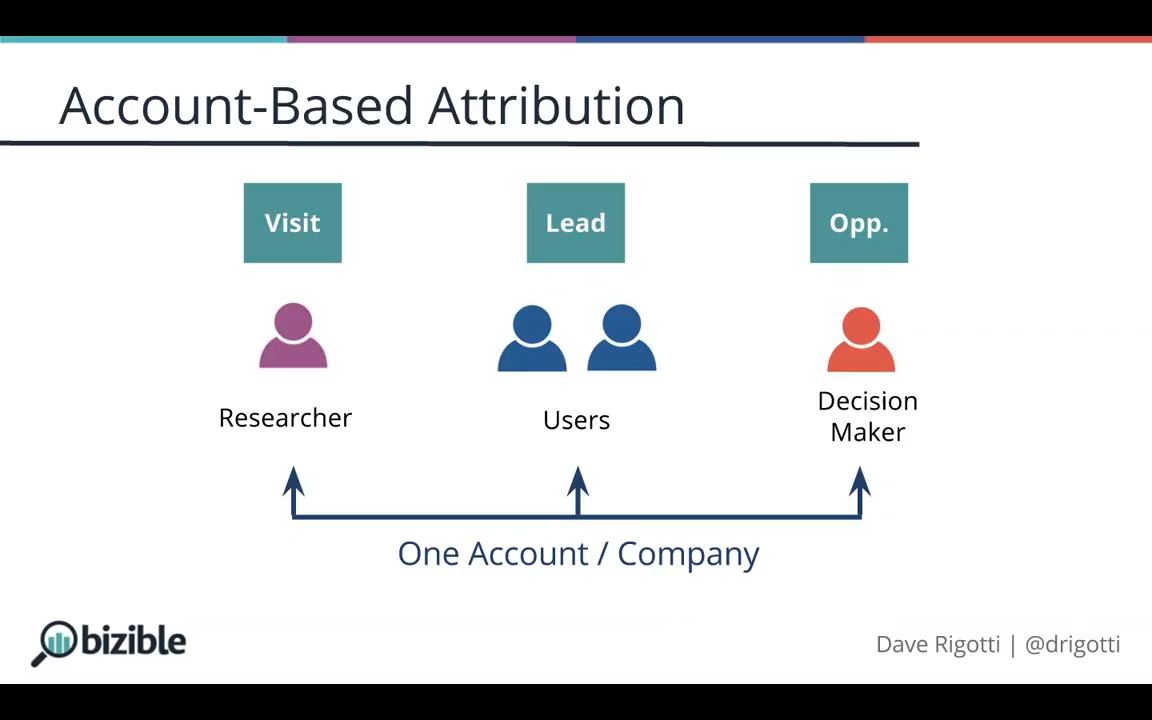 Account-Based Attribution
Visit
Lead
Opp.
Researcher
Users
Decision
Maker
One Account / Company
bizible
Dave Rigotti | @drigotti